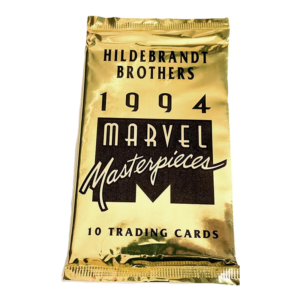 HILDEBRANDT
BROTHERS
1994
MARVEL
Masterpieces
M
10 TRADING CARDS